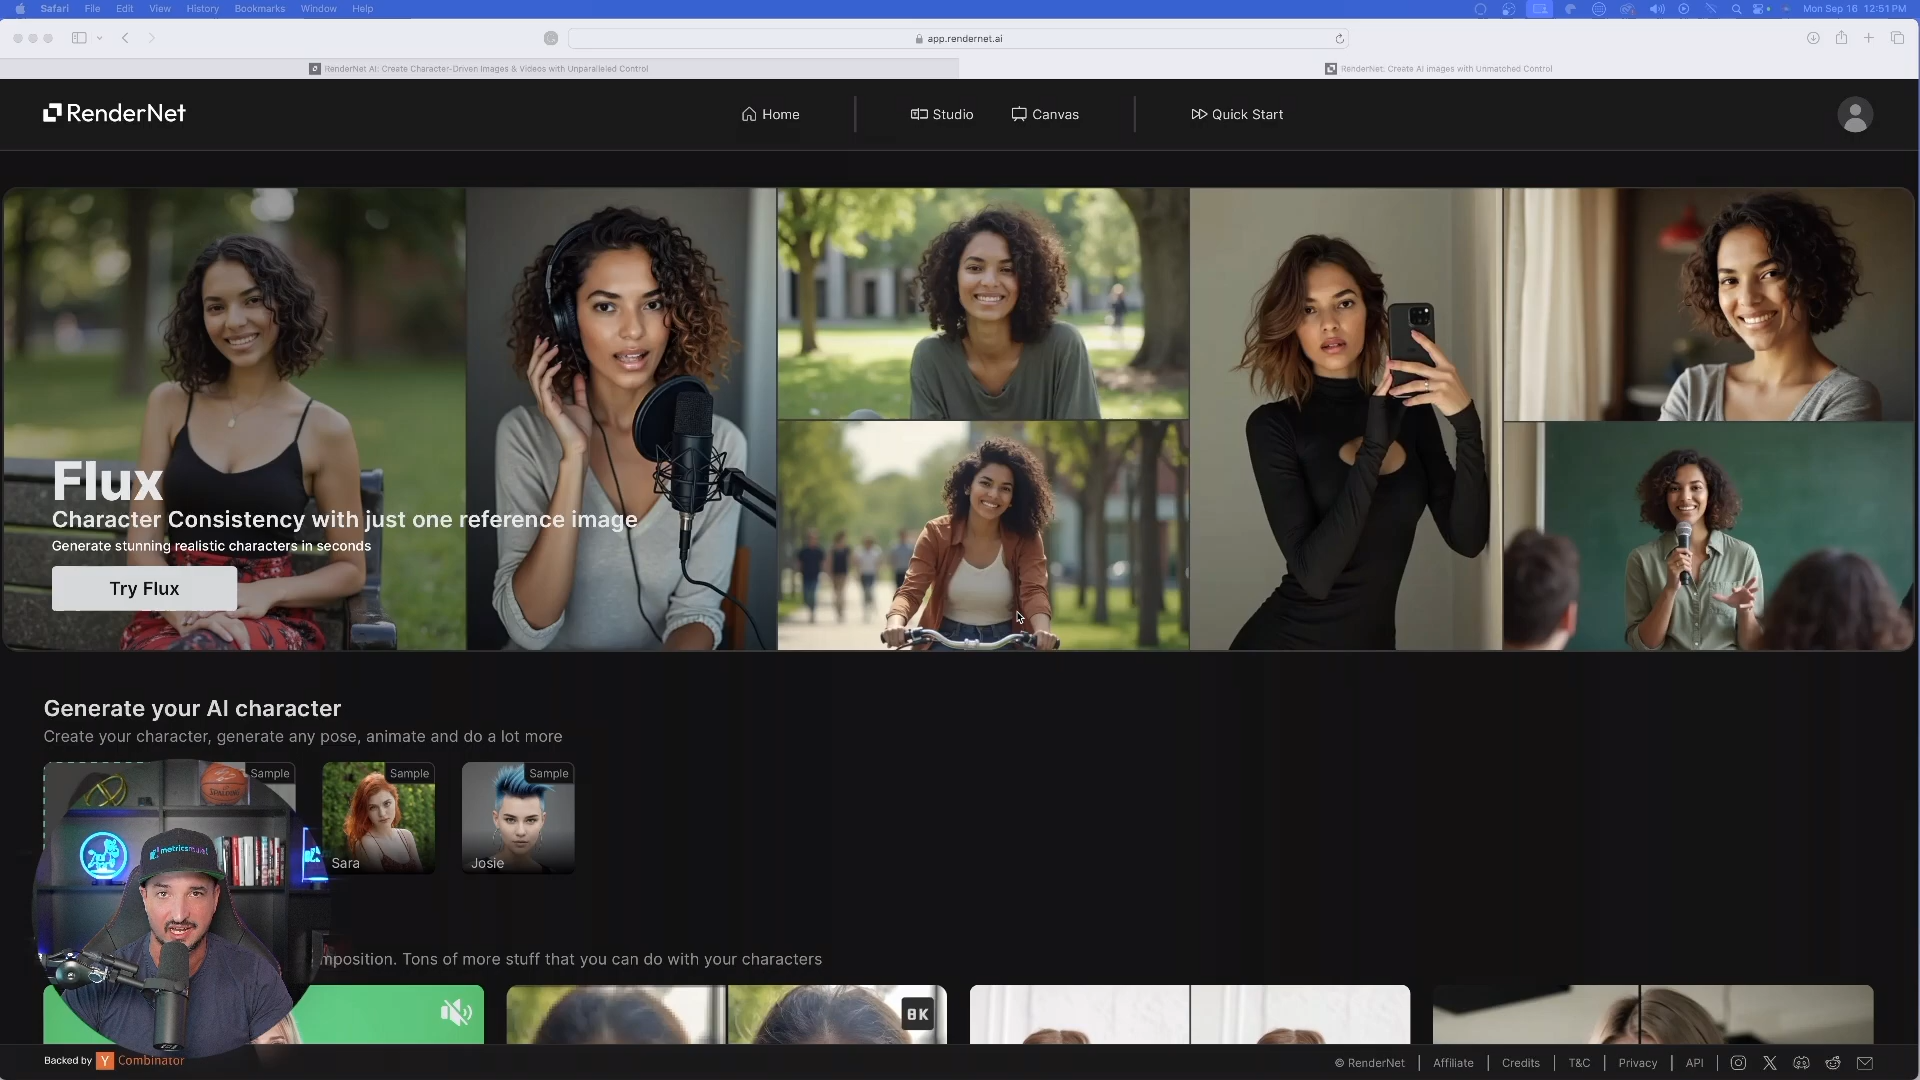 Safari File Edit View History Bookmarks Window Help
Mon Sep 16 12:51 PM
app.rendernet.ai
RenderNet AI: Create Character-Driven Images & Videos with Unparalleled Control
RenderNet: Create AI images with Unmatched Control
RenderNet
Home
Studio
Canvas
Quick Start
Flux
Character Consistency with just one reference image
Generate stunning realistic characters in seconds
Try Flux
Generate your AI character
Create your character, generate any pose, animate and do a lot more
Sample
Sample
Sample
SPALDING
metricsmule
Sara
Josie
mposition. Tons of more stuff that you can do with your characters
8K
Backed by Y Combinator
© RenderNet | Affiliate | Credits | T&C | Privacy | API